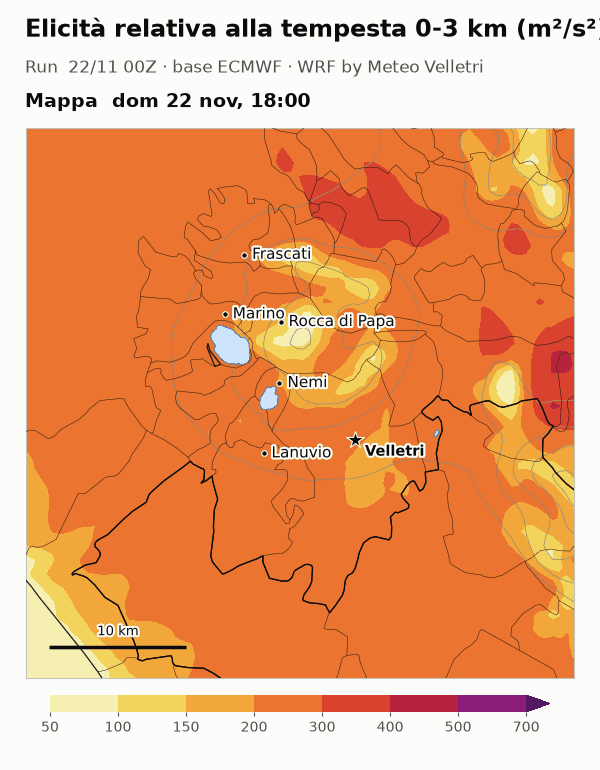 Elicità relativa alla tempesta 0-3 km (m²/s²)
Run 22/11 00Z · base ECMWF · WRF by Meteo Velletri
Mappa dom 22 nov, 18:00
Frascati
Marino
Rocca di Papa
Nemi
Velletri
Lanuvio
10 km
50 100 150 200 300 400 500 700